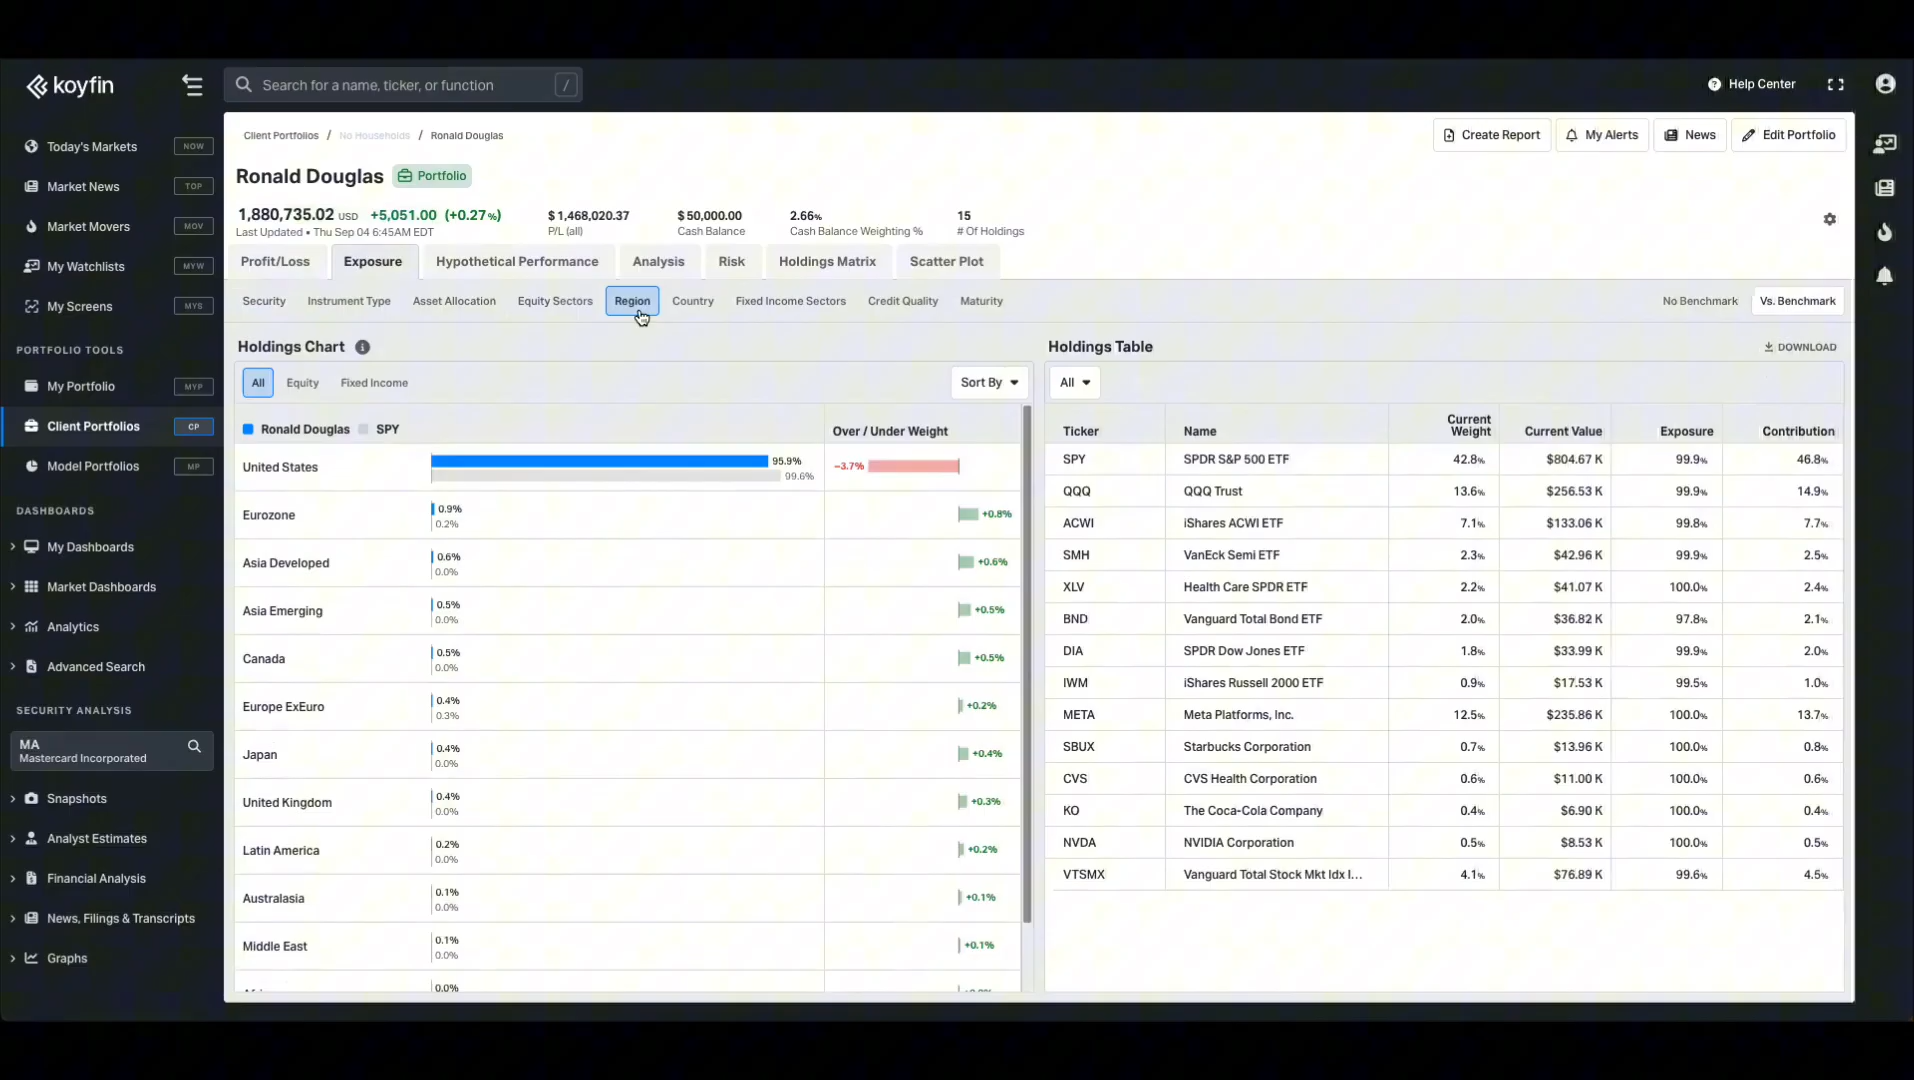 koyfin
Search for a name, ticker, or function
/
Help Center
Today's Markets NOW
Market News TOP
Market Movers MOV
My Watchlists MYW
My Screens MYS
PORTFOLIO TOOLS
My Portfolio MYP
Client Portfolios CP
Model Portfolios MP
DASHBOARDS
My Dashboards
Market Dashboards
Analytics
Advanced Search
SECURITY ANALYSIS
MA
Mastercard Incorporated
Snapshots
Analyst Estimates
Financial Analysis
News, Filings & Transcripts
Graphs
Client Portfolios / No Households / Ronald Douglas
Create Report My Alerts News Edit Portfolio
Ronald Douglas Portfolio
1,880,735.02 USD +5,051.00 (+0.27%) $ 1,468,020.37 $ 50,000.00 2.66% 15
Last Updated • Thu Sep 04 6:45AM EDT P/L (all) Cash Balance Cash Balance Weighting % # Of Holdings
Profit/Loss Exposure Hypothetical Performance Analysis Risk Holdings Matrix Scatter Plot
Security Instrument Type Asset Allocation Equity Sectors Region Country Fixed Income Sectors Credit Quality Maturity No Benchmark Vs. Benchmark
Holdings Chart
All Equity Fixed Income Sort By
Ronald Douglas SPY Over / Under Weight
United States 95.9% 99.6% -3.7%
Eurozone 0.9% 0.2% +0.8%
Asia Developed 0.6% 0.0% +0.6%
Asia Emerging 0.5% 0.0% +0.5%
Canada 0.5% 0.0% +0.5%
Europe ExEuro 0.4% 0.3% +0.2%
Japan 0.4% 0.0% +0.4%
United Kingdom 0.4% 0.0% +0.3%
Latin America 0.2% 0.0% +0.2%
Australasia 0.1% 0.0% +0.1%
Middle East 0.1% 0.0% +0.1%
0.0%
Holdings Table DOWNLOAD
All
Ticker Name Current Weight Current Value Exposure Contribution
SPY SPDR S&P 500 ETF 42.8% $804.67 K 99.9% 46.8%
QQQ QQQ Trust 13.6% $256.53 K 99.9% 14.9%
ACWI iShares ACWI ETF 7.1% $133.06 K 99.8% 7.7%
SMH VanEck Semi ETF 2.3% $42.96 K 99.9% 2.5%
XLV Health Care SPDR ETF 2.2% $41.07 K 100.0% 2.4%
BND Vanguard Total Bond ETF 2.0% $36.82 K 97.8% 2.1%
DIA SPDR Dow Jones ETF 1.8% $33.99 K 99.9% 2.0%
IWM iShares Russell 2000 ETF 0.9% $17.53 K 99.5% 1.0%
META Meta Platforms, Inc. 12.5% $235.86 K 100.0% 13.7%
SBUX Starbucks Corporation 0.7% $13.96 K 100.0% 0.8%
CVS CVS Health Corporation 0.6% $11.00 K 100.0% 0.6%
KO The Coca-Cola Company 0.4% $6.90 K 100.0% 0.4%
NVDA NVIDIA Corporation 0.5% $8.53 K 100.0% 0.5%
VTSMX Vanguard Total Stock Mkt Idx I... 4.1% $76.89 K 99.6% 4.5%